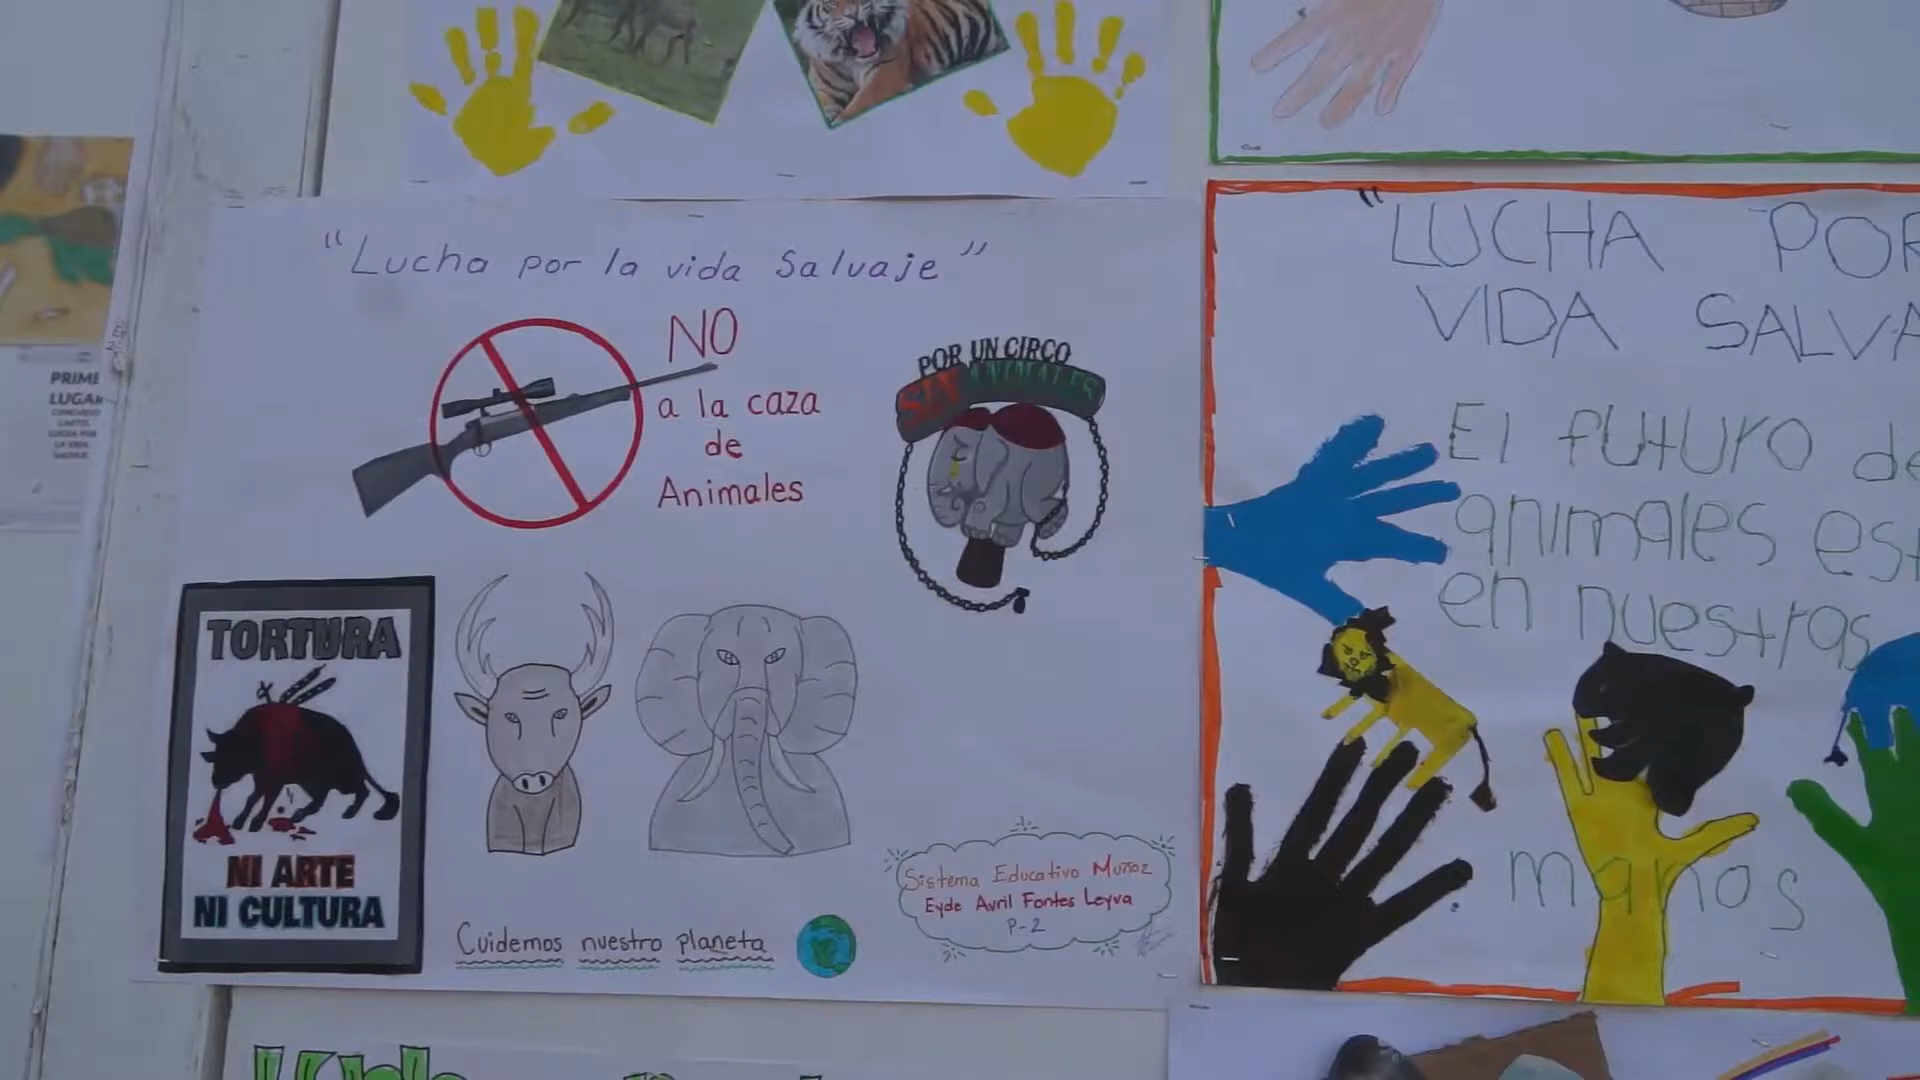 "Lucha por la vida Salvaje"
NO
a la caza
de
Animales
POR UN CIRCO
SIN ANIMALES
TORTURA
NI ARTE
NI CULTURA
Cuidemos nuestro planeta
Sistema Educativo Muñoz
Eyde Avril Fontes Leyva
P-2
"LUCHA POR
VIDA SALVA
El futuro de
animales est
en nuestras
manos
PRIME
LUGAR